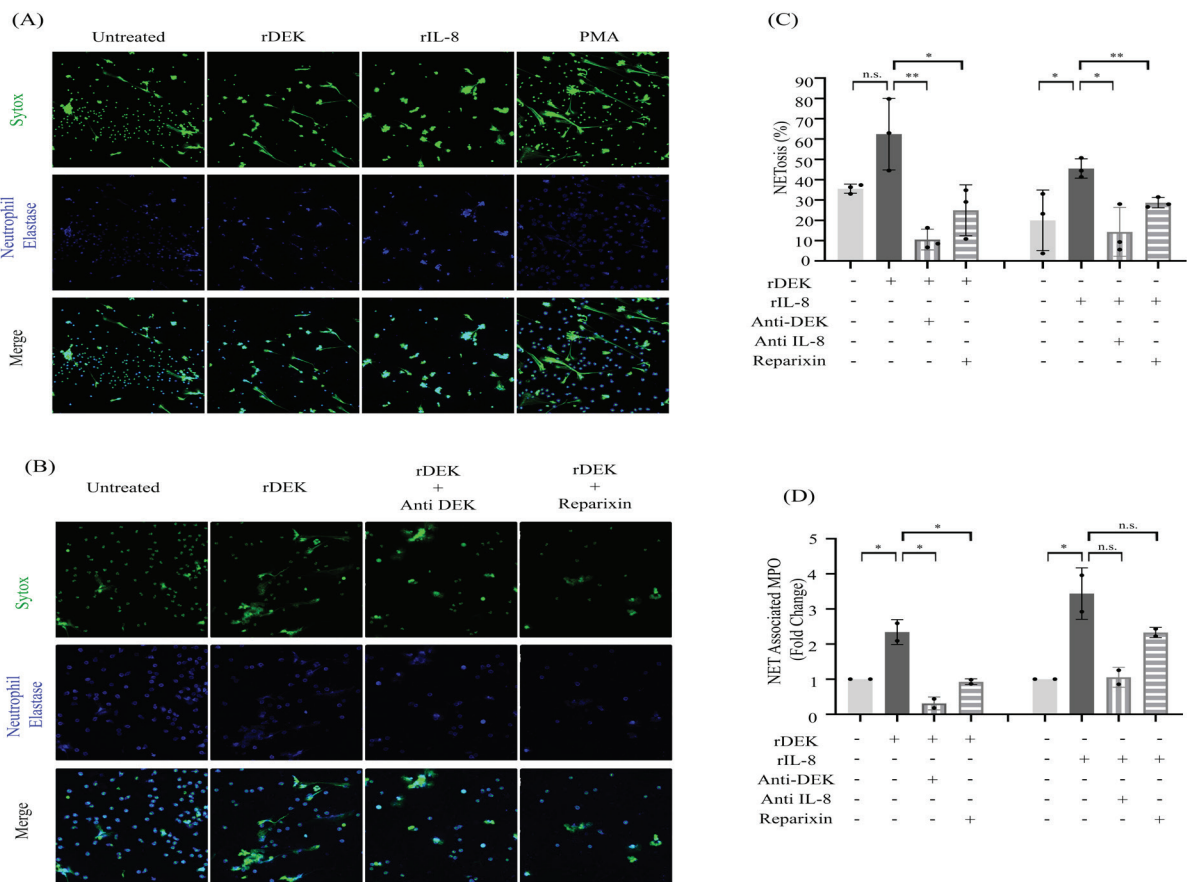 (A)
Untreated rDEK rIL-8 PMA
Sytox
Neutrophil
Elastase
Merge
(B)
Untreated rDEK rDEK + Anti DEK rDEK + Reparixin
Sytox
Neutrophil
Elastase
Merge
(C)
* **
n.s. ** * *
NETosis (%)
90
80
70
60
50
40
30
20
10
0
rDEK - + + + - - - -
rIL-8 - - - - - + + +
Anti-DEK - - + - - - - -
Anti IL-8 - - - - - - + -
Reparixin - - - + - - - +
(D)
* n.s.
* * * n.s.
NET Associated MPO
(Fold Change)
5
4
3
2
1
0
rDEK - + + + - - - -
rIL-8 - - - - - + + +
Anti-DEK - - + - - - - -
Anti IL-8 - - - - - - + -
Reparixin - - - + - - - +